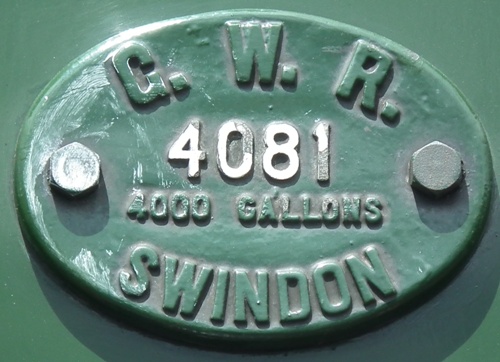 G. W. R.
4081
4000 GALLONS
SWINDON